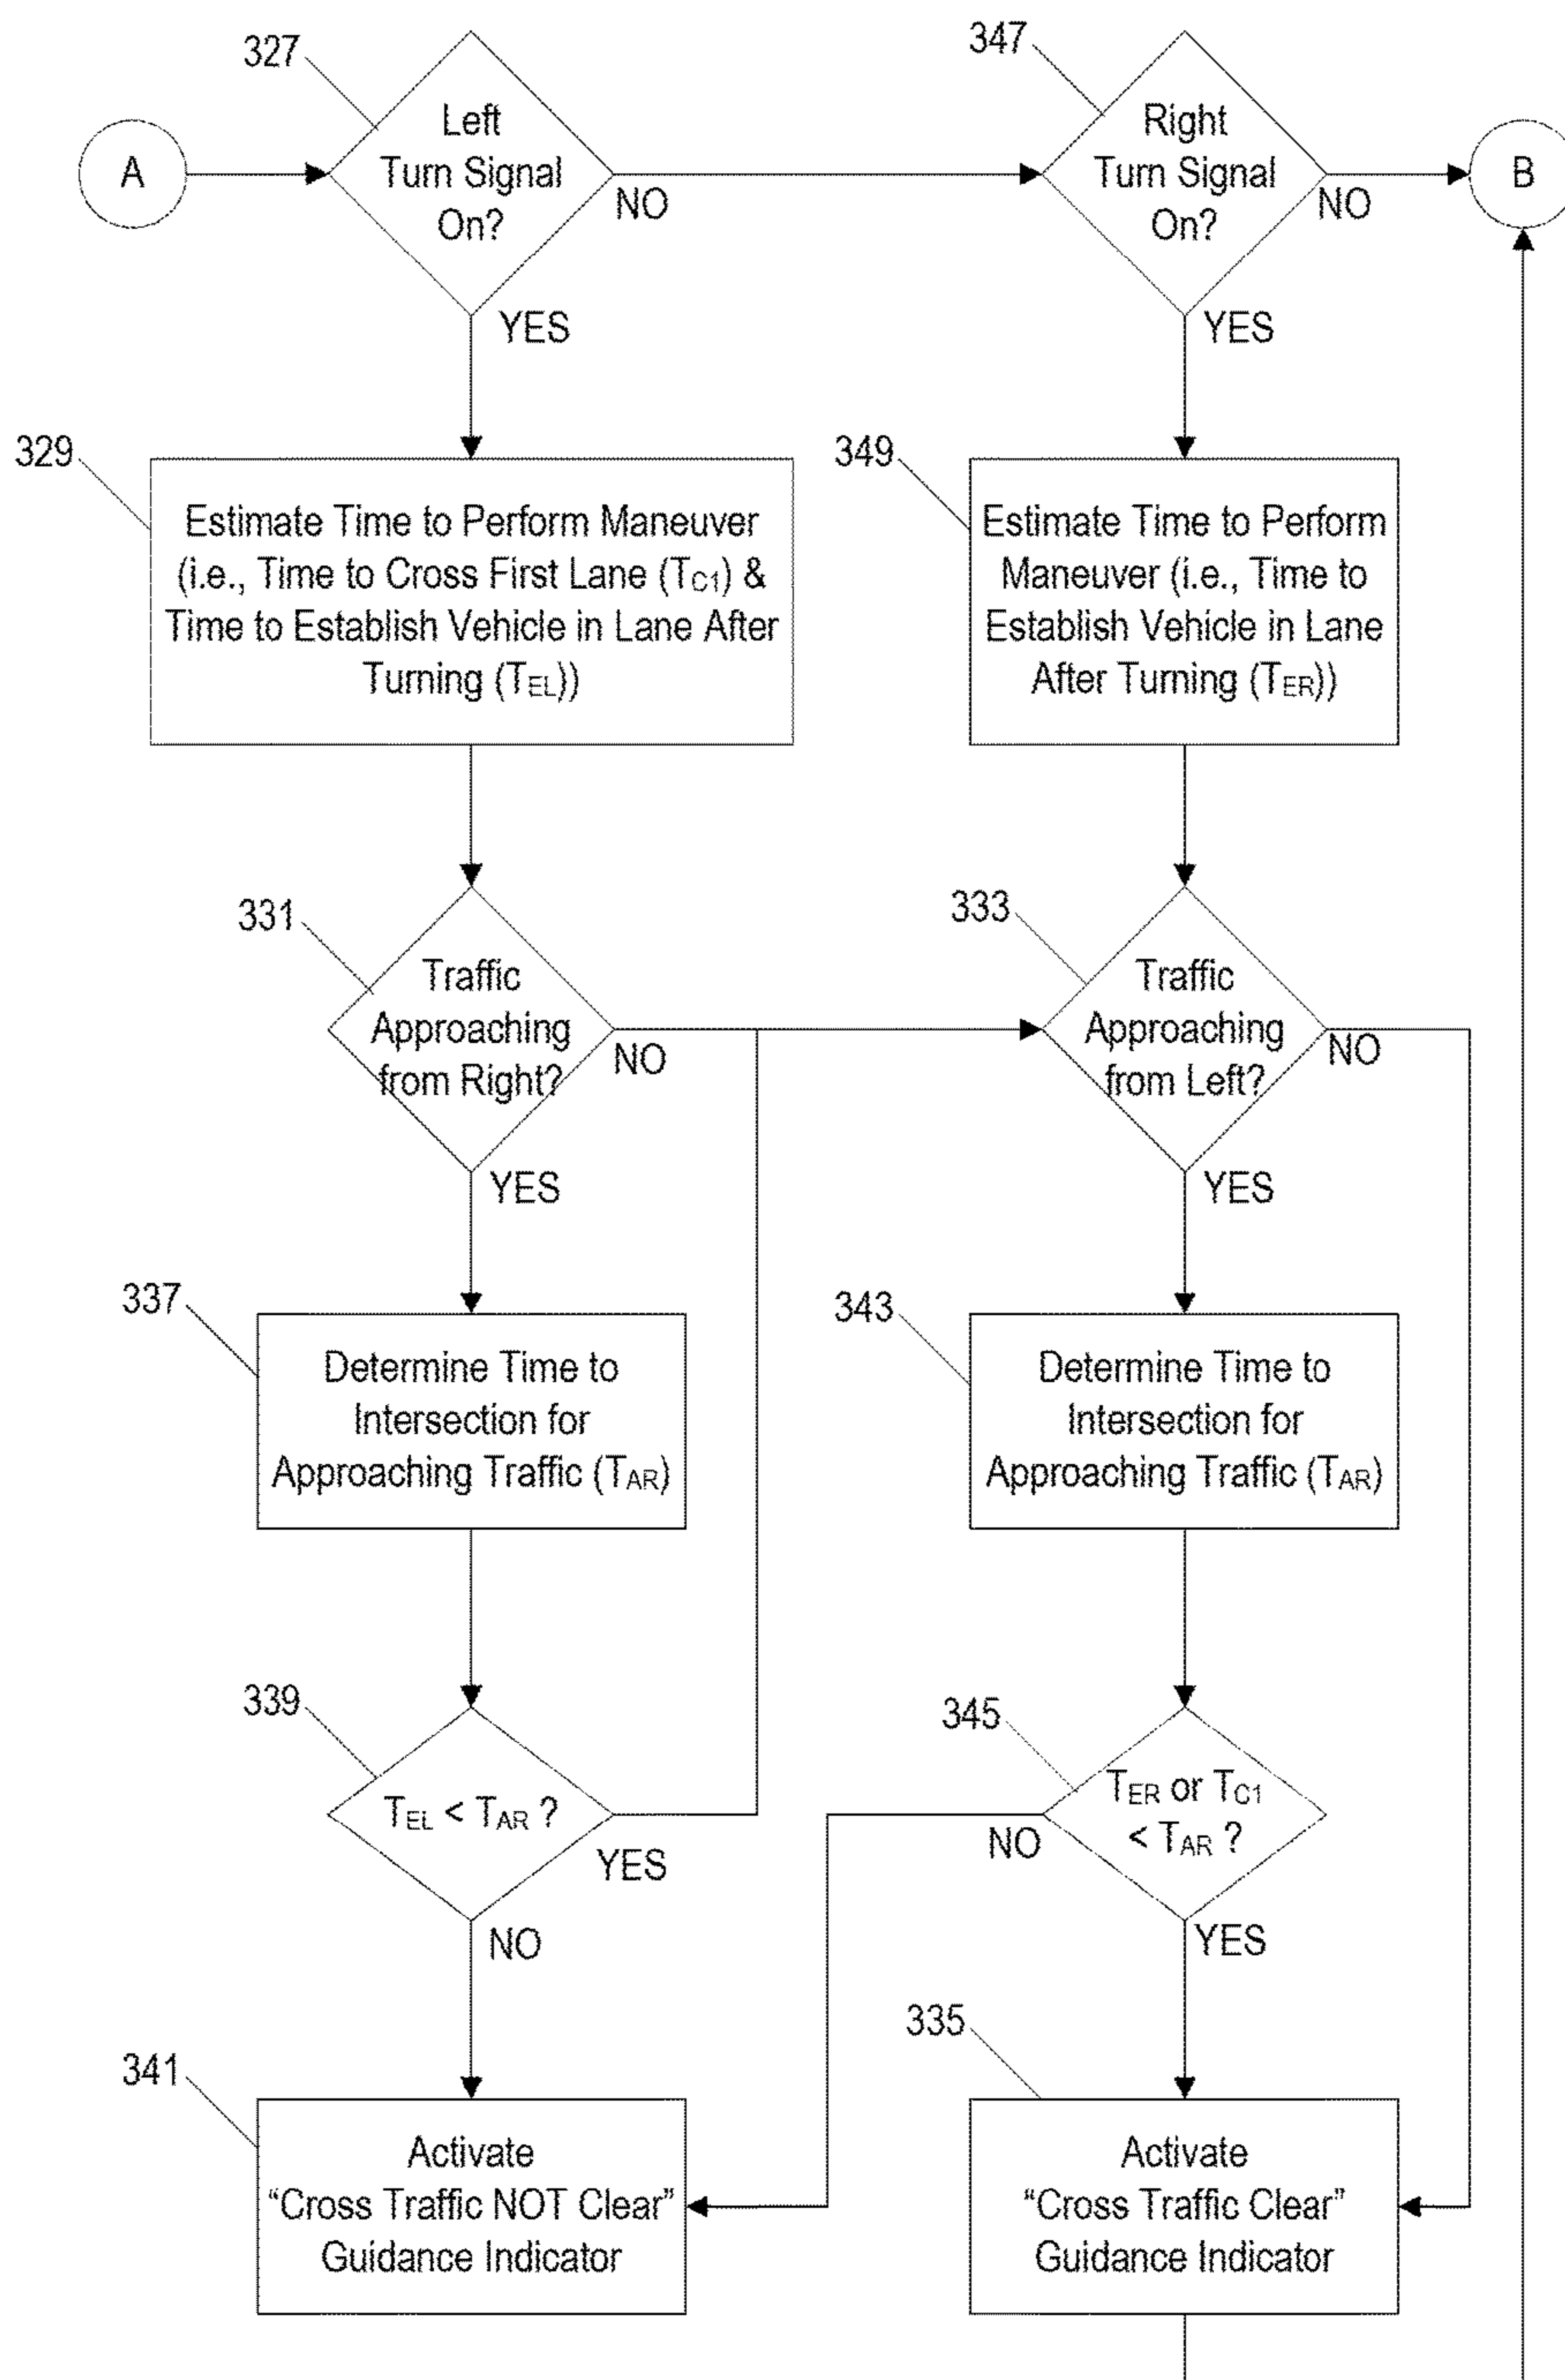 327
347
A
Left
Turn Signal
On?
NO
Right
Turn Signal
On?
NO
B
YES
YES
329
Estimate Time to Perform Maneuver
(i.e., Time to Cross First Lane (TC1) &
Time to Establish Vehicle in Lane After
Turning (TEL))
349
Estimate Time to Perform
Maneuver (i.e., Time to
Establish Vehicle in Lane
After Turning (TER))
331
Traffic
Approaching
from Right?
NO
YES
333
Traffic
Approaching
from Left?
NO
YES
337
Determine Time to
Intersection for
Approaching Traffic (TAR)
343
Determine Time to
Intersection for
Approaching Traffic (TAR)
339
TEL < TAR ?
YES
NO
345
TER or TC1
< TAR ?
NO
YES
341
Activate
“Cross Traffic NOT Clear”
Guidance Indicator
335
Activate
“Cross Traffic Clear”
Guidance Indicator